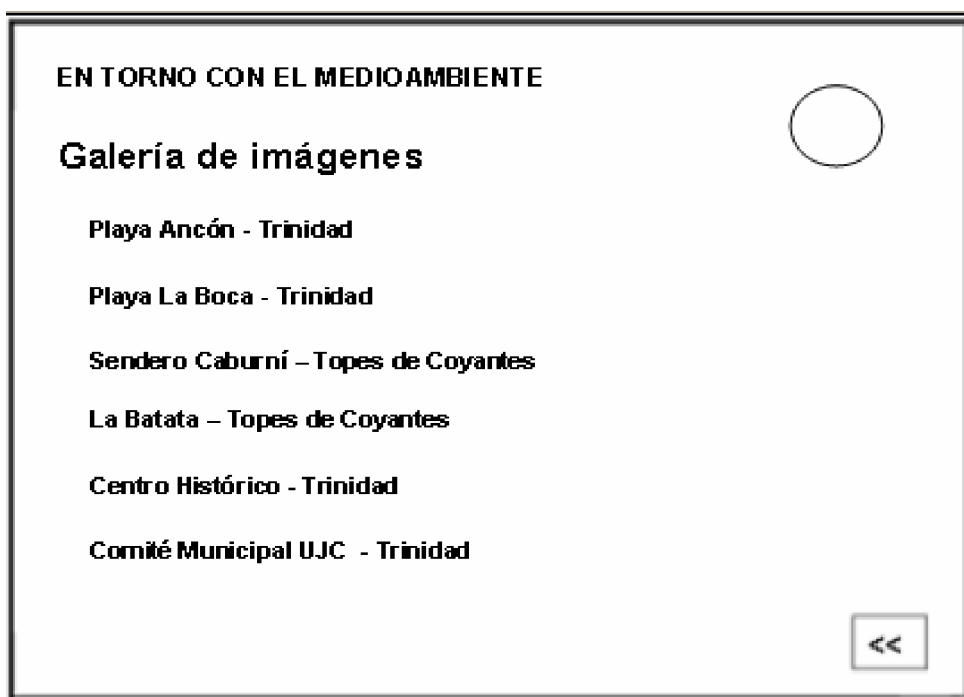 EN TORNO CON EL MEDIOAMBIENTE
Galería de imágenes
Playa Ancón - Trinidad
Playa La Boca - Trinidad
Sendero Caburní – Topes de Coyantes
La Batata – Topes de Coyantes
Centro Histórico - Trinidad
Comité Municipal UJC - Trinidad
<<